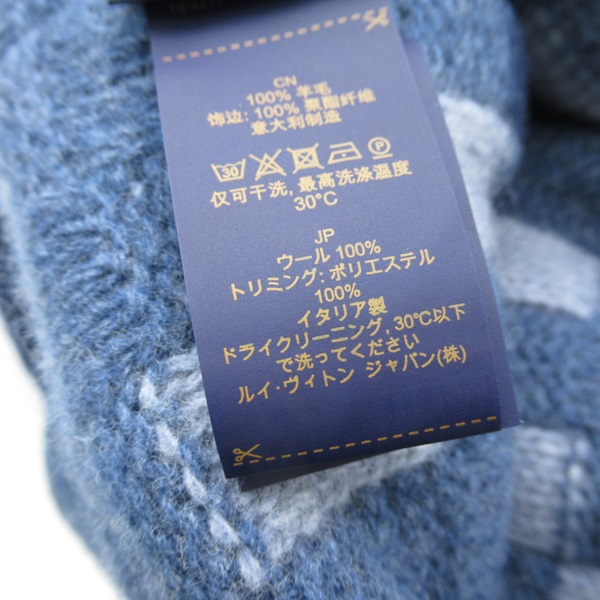 CN
100% 羊毛
饰边: 100% 聚酯纤维
意大利制造
30 P
仅可干洗, 最高洗涤温度
30°C
JP
ウール 100%
トリミング: ポリエステル
100%
イタリア製
ドライクリーニング, 30°C以下
で洗ってください
ルイ・ヴィトン ジャパン(株)